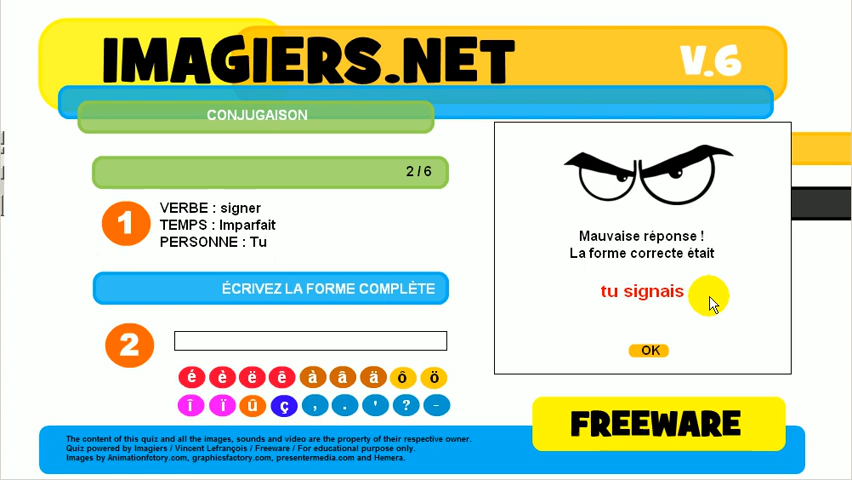 IMAGIERS.NET
V.6
CONJUGAISON
2 / 6
1
VERBE : signer
TEMPS : Imparfait
PERSONNE : Tu
ÉCRIVEZ LA FORME COMPLÈTE
2
é è ë ê à â ä ô ö
î ï û ç , . ' ? -
Mauvaise réponse !
La forme correcte était
tu signais
OK
FREEWARE
The content of this quiz and all the images, sounds and video are the property of their respective owner.
Quiz powered by Imagiers / Vincent Lefrançois / Freeware / For educational purpose only.
Images by Animationfctory.com, graphicsfactory.com, presentermedia.com and Hemera.